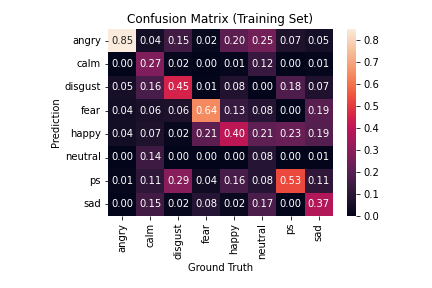 Confusion Matrix (Training Set)
angry 0.85 0.04 0.15 0.02 0.20 0.25 0.07 0.05
calm 0.00 0.27 0.02 0.00 0.01 0.12 0.00 0.01
disgust 0.05 0.16 0.45 0.01 0.08 0.00 0.18 0.07
fear 0.04 0.06 0.06 0.64 0.13 0.08 0.00 0.19
happy 0.04 0.07 0.02 0.21 0.40 0.21 0.23 0.19
neutral 0.00 0.14 0.00 0.00 0.00 0.08 0.00 0.01
ps 0.01 0.11 0.29 0.04 0.16 0.08 0.53 0.11
sad 0.02 0.15 0.02 0.08 0.02 0.17 0.00 0.37
angry calm disgust fear happy neutral ps sad
Prediction
Ground Truth
0.8
0.7
0.6
0.5
0.4
0.3
0.2
0.1
0.0